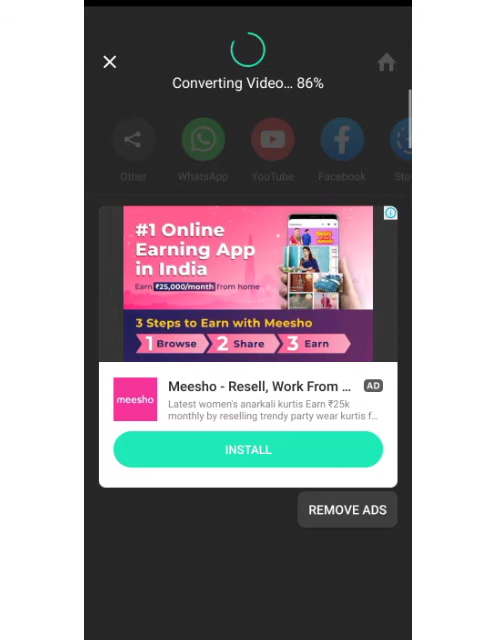 Converting Video... 86%
Other
WhatsApp
YouTube
Facebook
#1 Online
Earning App
in India
Earn ₹25,000/month from home
3 Steps to Earn with Meesho
1 Browse
2 Share
3 Earn
meesho
Meesho - Resell, Work From ...
AD
Latest women's anarkali kurtis Earn ₹25k
monthly by reselling trendy party wear kurtis f...
INSTALL
REMOVE ADS